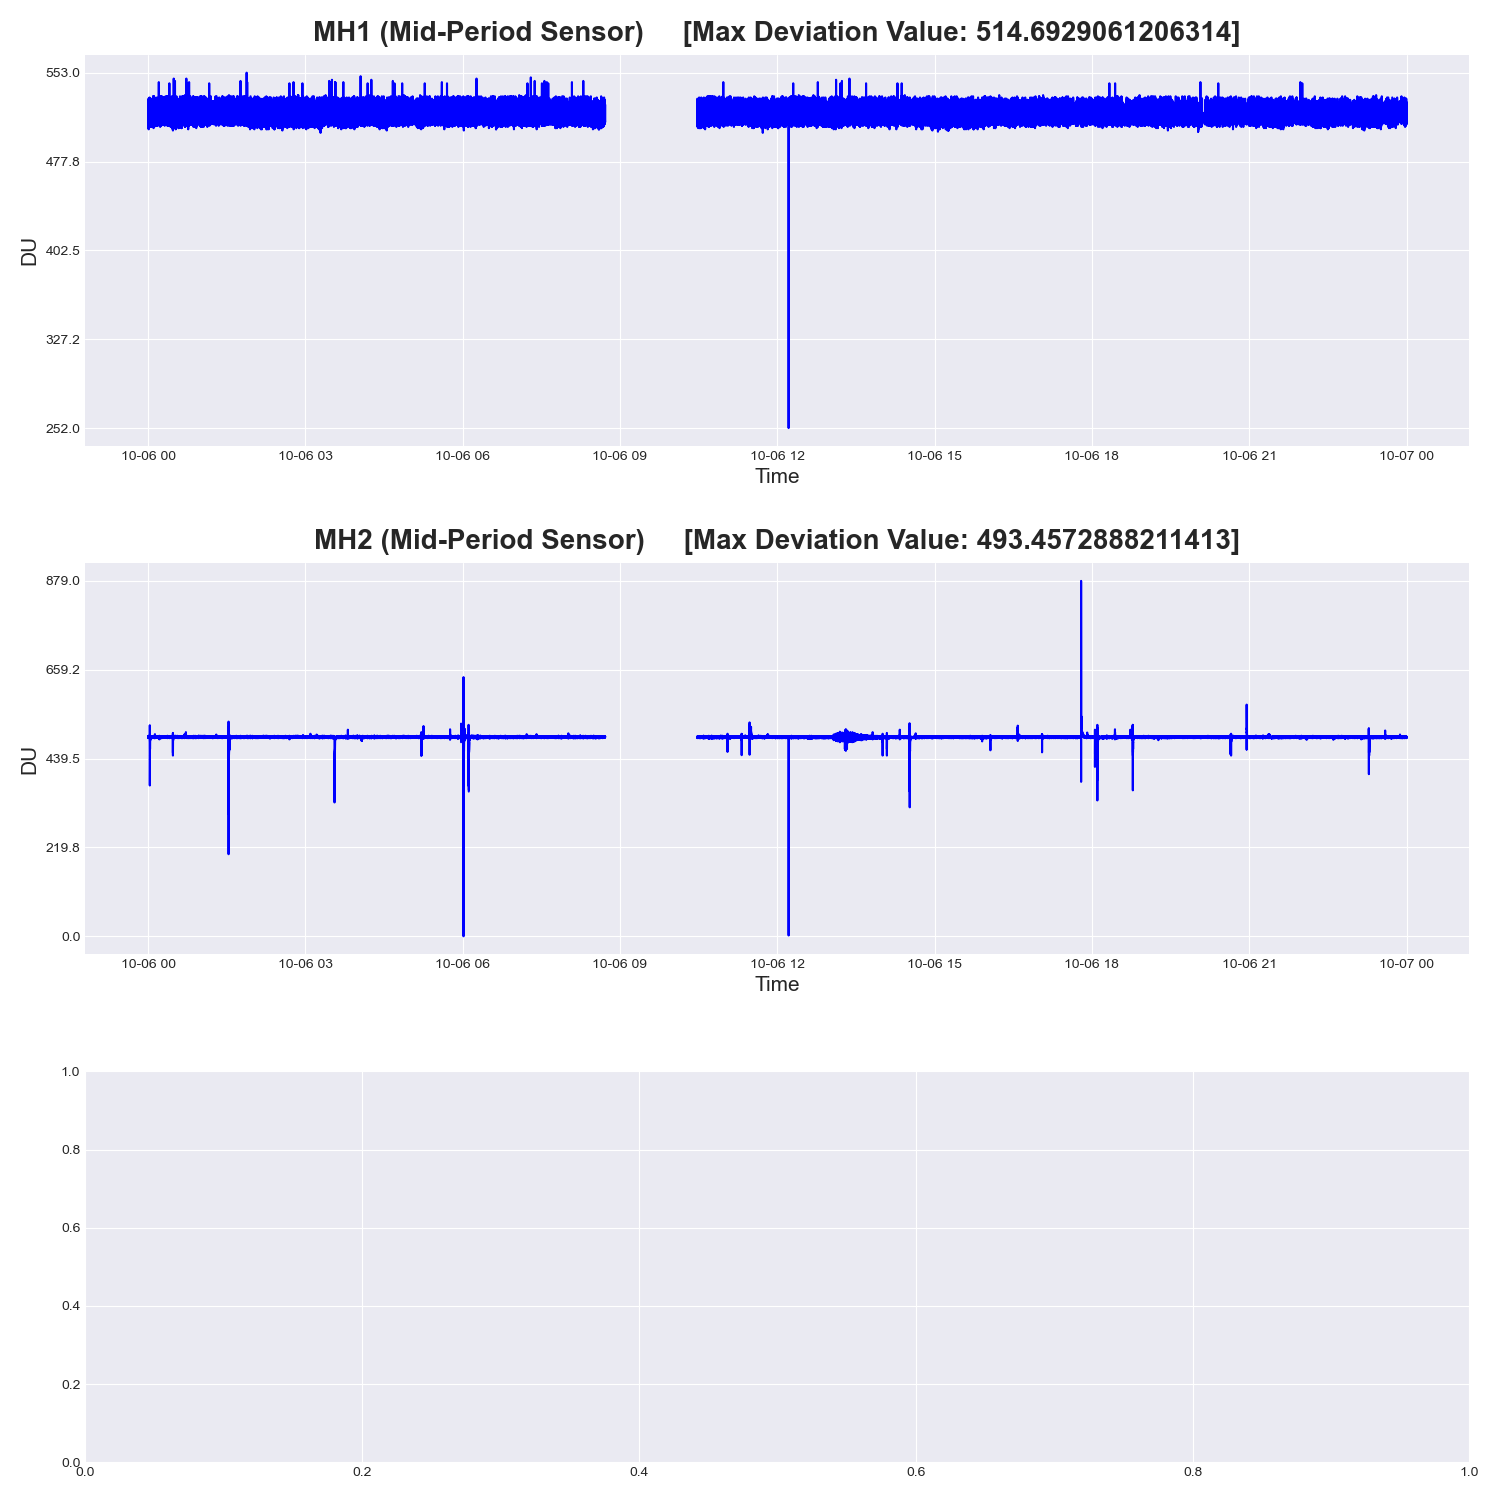 MH1 (Mid-Period Sensor) [Max Deviation Value: 514.6929061206314]
553.0
477.8
402.5
327.2
252.0
DU
10-06 00 10-06 03 10-06 06 10-06 09 10-06 12 10-06 15 10-06 18 10-06 21 10-07 00
Time
MH2 (Mid-Period Sensor) [Max Deviation Value: 493.4572888211413]
879.0
659.2
439.5
219.8
0.0
DU
10-06 00 10-06 03 10-06 06 10-06 09 10-06 12 10-06 15 10-06 18 10-06 21 10-07 00
Time
1.0
0.8
0.6
0.4
0.2
0.0
0.0 0.2 0.4 0.6 0.8 1.0